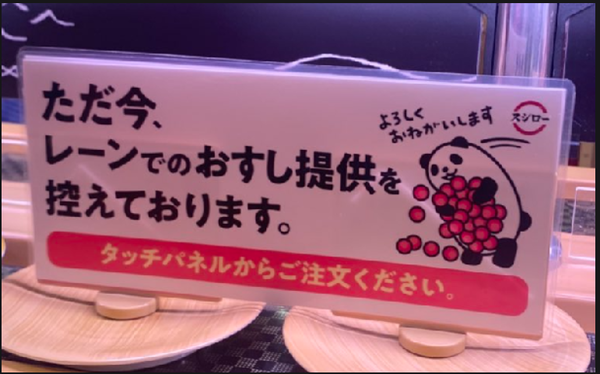 ただ今、
レーンでのおすし提供を
控えております。
よろしく
おねがいします
スシロー
タッチパネルからご注文ください。